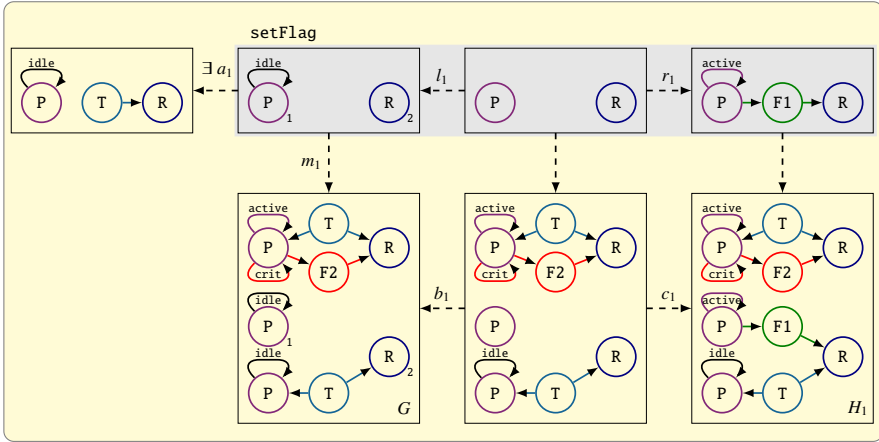 setFlag
idle
P
T
R
∃ a₁
idle
P
1
R
2
l₁
P
R
r₁
active
P
F1
R
m₁
active
P
crit
T
F2
R
idle
P
1
R
2
idle
P
T
G
b₁
active
P
crit
T
F2
R
P
R
idle
P
T
c₁
active
P
crit
T
F2
R
active
P
F1
R
idle
P
T
H₁